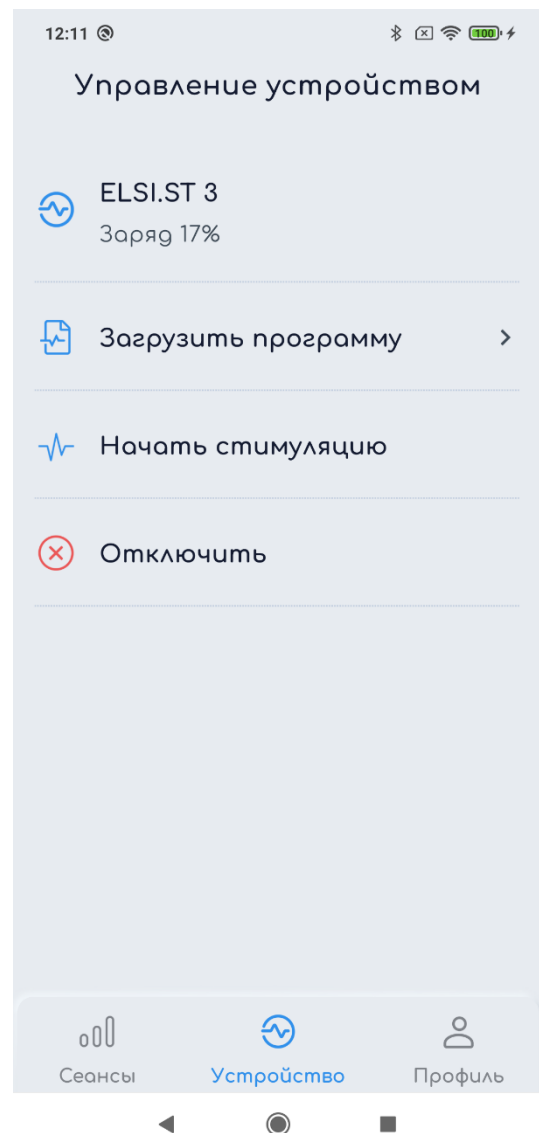 12:11
100
Управление устройством
ELSI.ST 3
Заряд 17%
Загрузить программу
Начать стимуляцию
Отключить
Сеансы Устройство Профиль